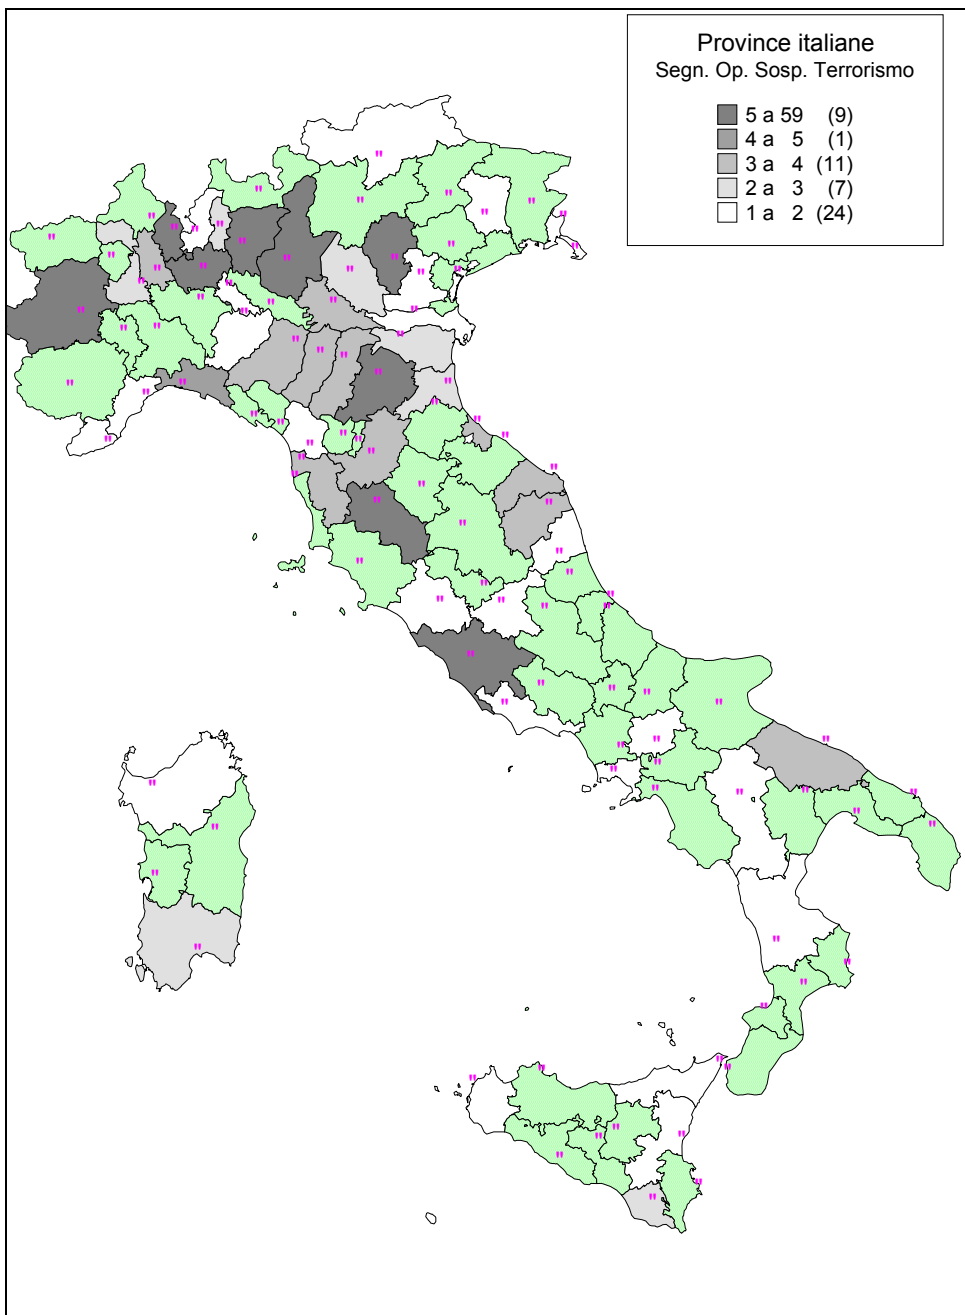 Province italiane
Segn. Op. Sosp. Terrorismo
5 a 59 (9)
4 a 5 (1)
3 a 4 (11)
2 a 3 (7)
1 a 2 (24)